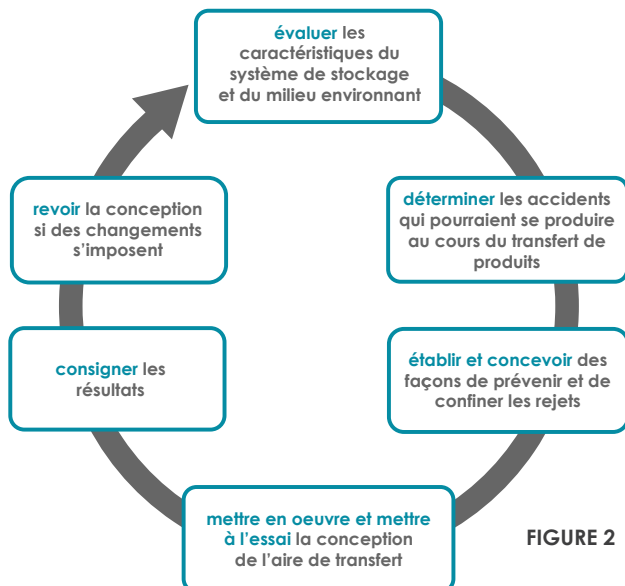 évaluer les
caractéristiques du
système de stockage
et du milieu environnant
déterminer les accidents
qui pourraient se produire
au cours du transfert de
produits
établir et concevoir des
façons de prévenir et de
confiner les rejets
mettre en oeuvre et mettre
à l'essai la conception
de l'aire de transfert
consigner les
résultats
revoir la conception
si des changements
s'imposent
FIGURE 2